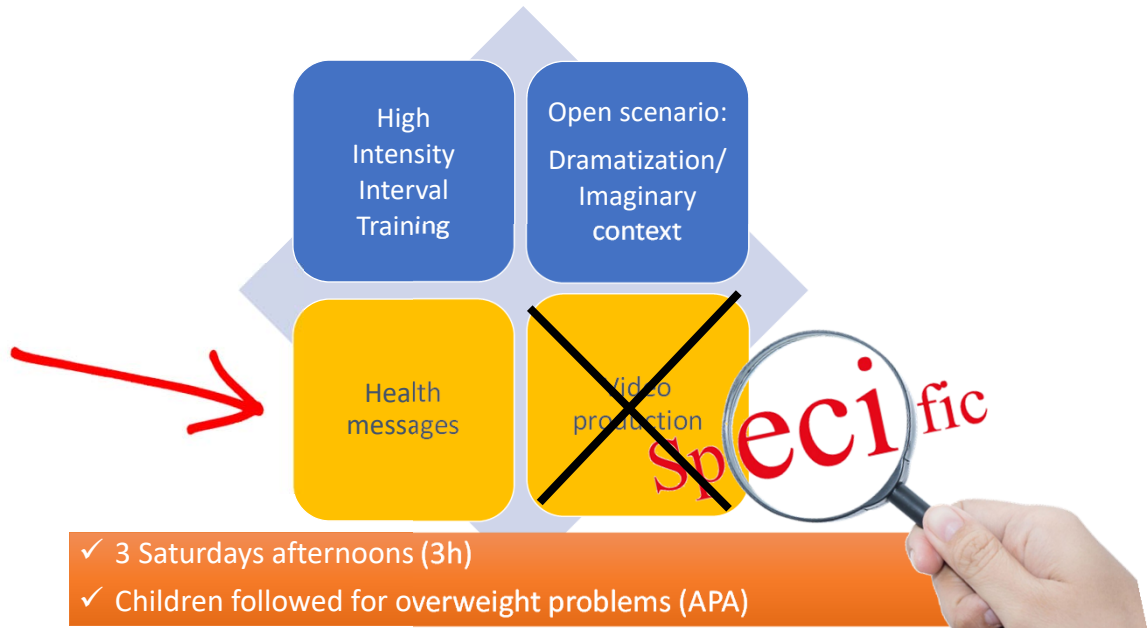 High
Intensity
Interval
Training
Open scenario:
Dramatization/
Imaginary
context
Health
messages
Video
production
Specific
✓ 3 Saturdays afternoons (3h)
✓ Children followed for overweight problems (APA)